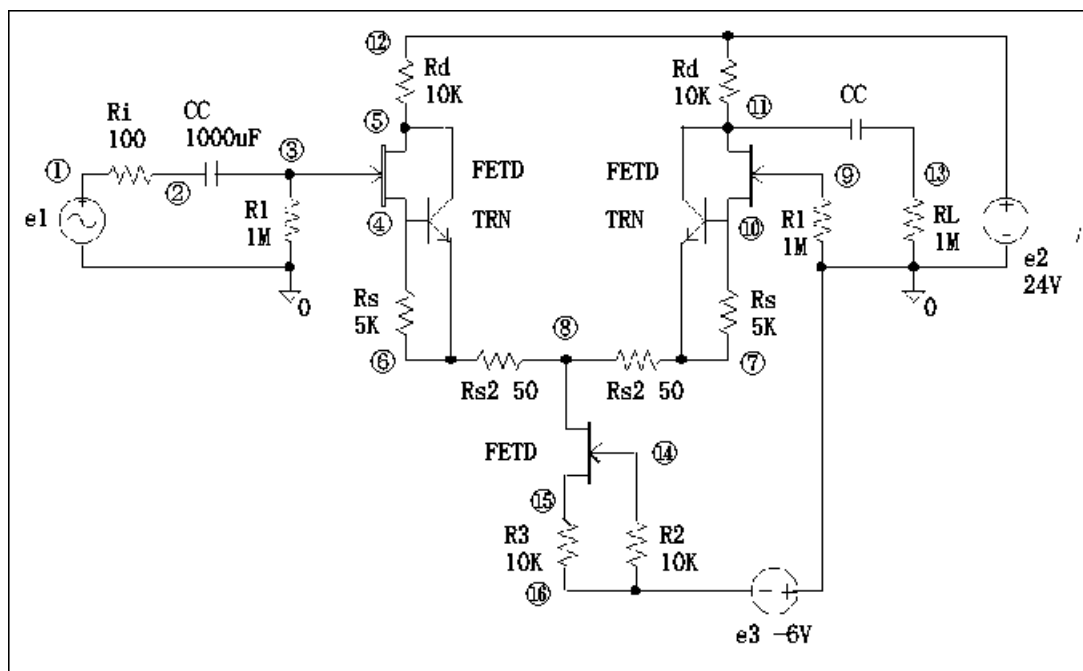 ⑫
Rd
10K
Rd
10K
⑪
CC
Ri
100
CC
1000uF
⑤
③
①
②
FETD
FETD
⑨
⑬
e1
R1
1M
④
TRN
TRN
⑩
R1
1M
RL
1M
e2
24V
0
Rs
5K
Rs
5K
0
⑧
⑥
⑦
Rs2 50
Rs2 50
FETD
⑭
⑮
R3
10K
R2
10K
⑯
e3 -6V